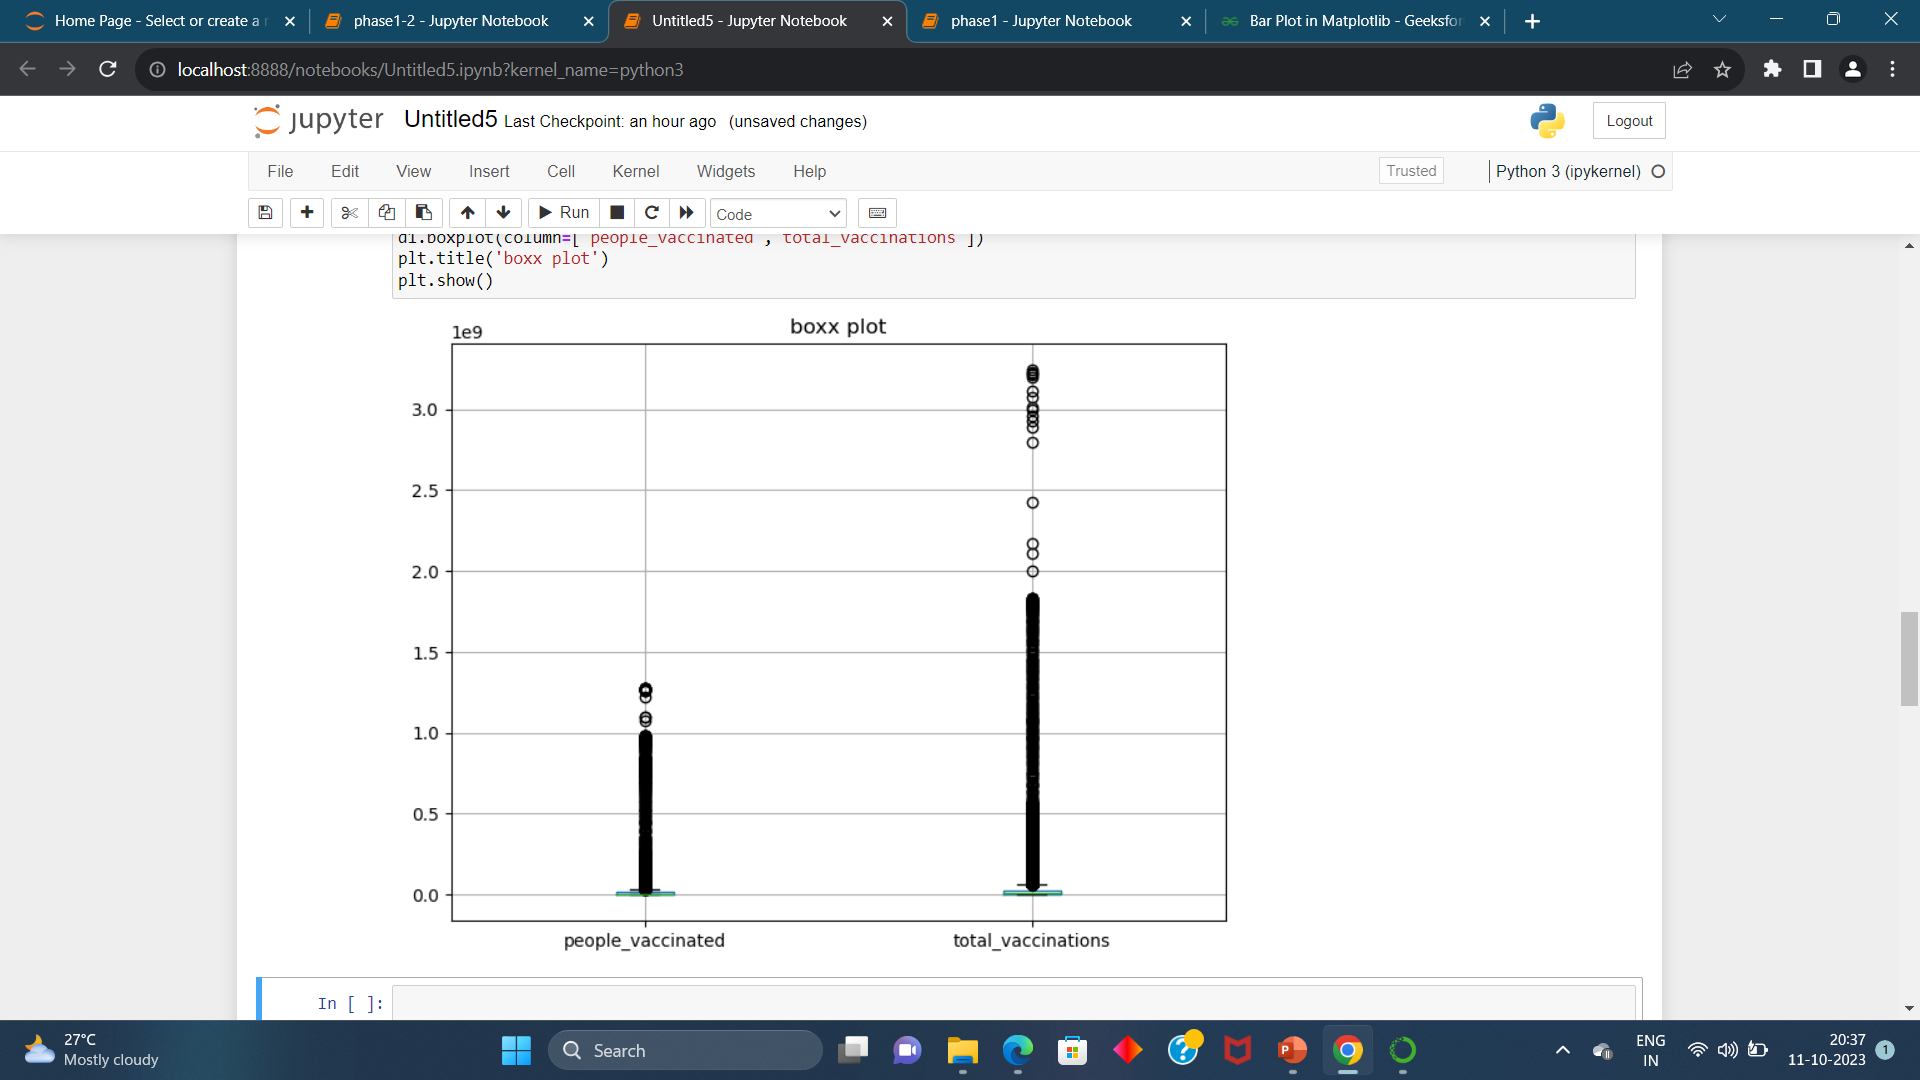 Home Page - Select or create a
phase1-2 - Jupyter Notebook
Untitled5 - Jupyter Notebook
phase1 - Jupyter Notebook
Bar Plot in Matplotlib - Geeksfor
localhost:8888/notebooks/Untitled5.ipynb?kernel_name=python3
jupyter Untitled5 Last Checkpoint: an hour ago (unsaved changes)
Logout
File Edit View Insert Cell Kernel Widgets Help
Trusted
Python 3 (ipykernel)
Run
Code
d1.boxplot(column=['people_vaccinated', 'total_vaccinations'])
plt.title('boxx plot')
plt.show()
boxx plot
1e9
3.0
2.5
2.0
1.5
1.0
0.5
0.0
people_vaccinated
total_vaccinations
In [ ]:
27°C
Mostly cloudy
Search
ENG
IN
20:37
11-10-2023
1